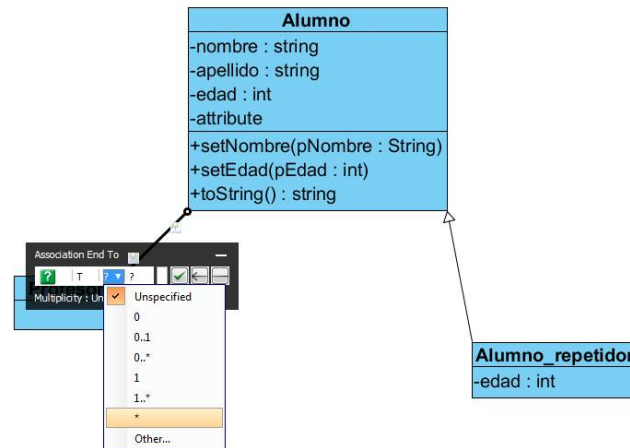 Alumno
-nombre : string
-apellido : string
-edad : int
-attribute
+setNombre(pNombre : String)
+setEdad(pEdad : int)
+toString() : string
Association End To
? T ? ?
Profesor
Multiplicity : Un
Unspecified
0
0..1
0..*
1
1..*
*
Other...
Alumno_repetidor
-edad : int